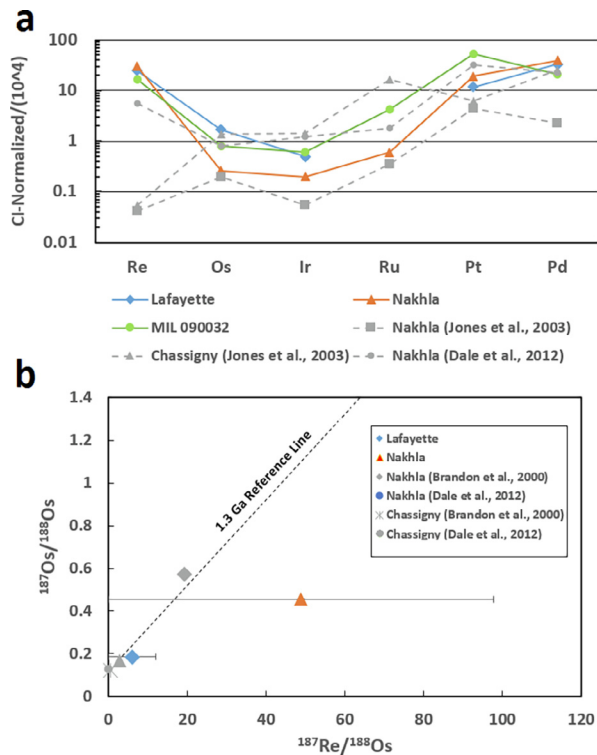 a
CI-Normalized/(10^4)
100
10
1
0.1
0.01
Re Os Ir Ru Pt Pd
Lafayette Nakhla
MIL 090032 Nakhla (Jones et al., 2003)
Chassigny (Jones et al., 2003) Nakhla (Dale et al., 2012)
b
187Os/188Os
1.4
1.2
1
0.8
0.6
0.4
0.2
0
1.3 Ga Reference Line
Lafayette
Nakhla
Nakhla (Brandon et al., 2000)
Nakhla (Dale et al., 2012)
Chassigny (Brandon et al., 2000)
Chassigny (Dale et al., 2012)
0 20 40 60 80 100 120
187Re/188Os